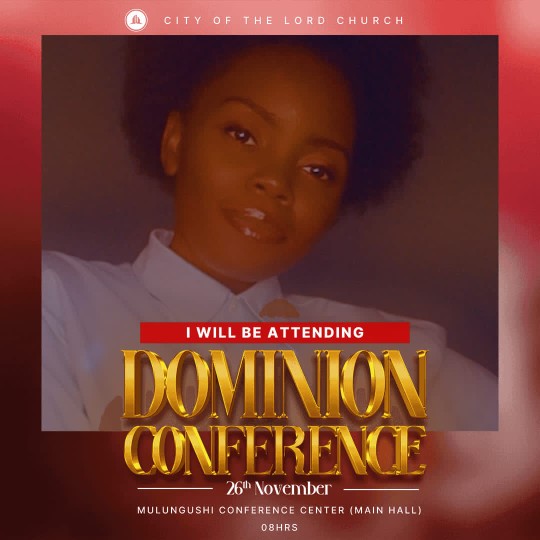 CITY OF THE LORD CHURCH
I WILL BE ATTENDING
DOMINION
CONFERENCE
26th November
MULUNGUSHI CONFERENCE CENTER (MAIN HALL)
08HRS